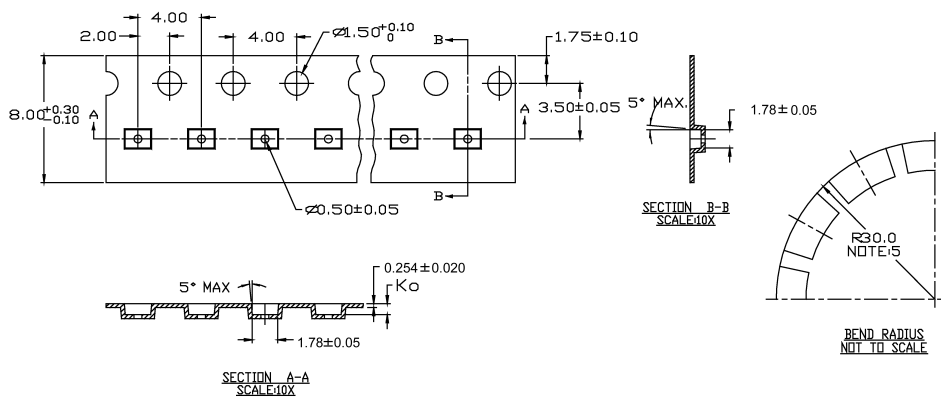 4.00
2.00
4.00
⌀1.50 +0.10 0
B
1.75±0.10
8.00 +0.30 -0.10
A
A
3.50±0.05
5° MAX.
1.78±0.05
B
⌀0.50±0.05
SECTION B-B
SCALE:10X
R30.0
NOTE:5
0.254±0.020
5° MAX
Ko
1.78±0.05
BEND RADIUS
NOT TO SCALE
SECTION A-A
SCALE:10X